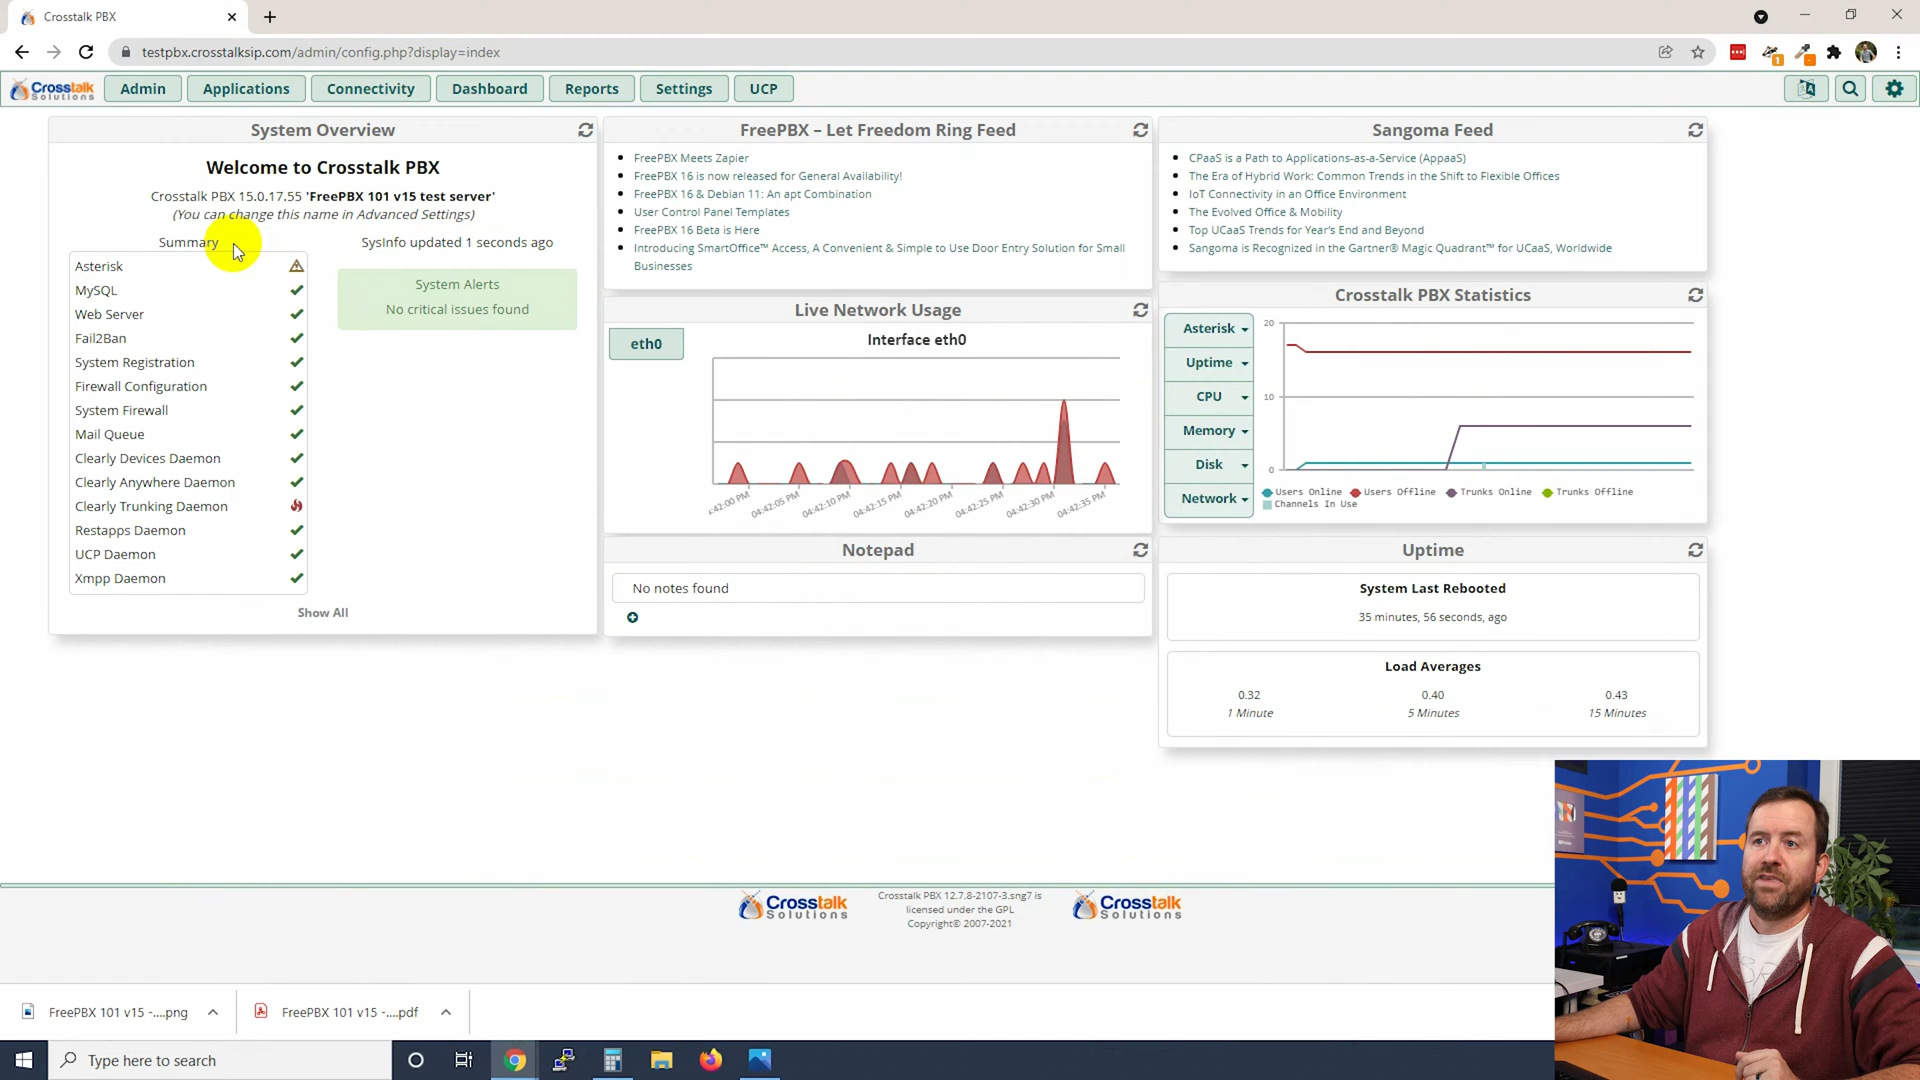 Crosstalk PBX
testpbx.crosstalksip.com/admin/config.php?display=index
1
Crosstalk
Solutions
Admin
Applications
Connectivity
Dashboard
Reports
Settings
UCP
System Overview
Welcome to Crosstalk PBX
Crosstalk PBX 15.0.17.55 'FreePBX 101 v15 test server'
(You can change this name in Advanced Settings)
Summary
SysInfo updated 1 seconds ago
Asterisk
MySQL
Web Server
Fail2Ban
System Registration
Firewall Configuration
System Firewall
Mail Queue
Clearly Devices Daemon
Clearly Anywhere Daemon
Clearly Trunking Daemon
Restapps Daemon
UCP Daemon
Xmpp Daemon
System Alerts
No critical issues found
Show All
FreePBX – Let Freedom Ring Feed
FreePBX Meets Zapier
FreePBX 16 is now released for General Availability!
FreePBX 16 & Debian 11: An apt Combination
User Control Panel Templates
FreePBX 16 Beta is Here
Introducing SmartOffice™ Access, A Convenient & Simple to Use Door Entry Solution for Small
Businesses
Live Network Usage
eth0
Interface eth0
:42:00 PM
04:42:05 PM
04:42:10 PM
04:42:15 PM
04:42:20 PM
04:42:25 PM
04:42:30 PM
04:42:35 PM
Notepad
No notes found
Sangoma Feed
CPaaS is a Path to Applications-as-a-Service (AppaaS)
The Era of Hybrid Work: Common Trends in the Shift to Flexible Offices
IoT Connectivity in an Office Environment
The Evolved Office & Mobility
Top UCaaS Trends for Year's End and Beyond
Sangoma is Recognized in the Gartner® Magic Quadrant™ for UCaaS, Worldwide
Crosstalk PBX Statistics
Asterisk
Uptime
CPU
Memory
Disk
Network
20
10
0
Users Online Users Offline Trunks Online Trunks Offline
Channels In Use
Uptime
System Last Rebooted
35 minutes, 56 seconds, ago
Load Averages
0.32 0.40 0.43
1 Minute 5 Minutes 15 Minutes
Crosstalk
Solutions
Crosstalk PBX 12.7.8-2107-3.sng7 is
licensed under the GPL
Copyright© 2007-2021
Crosstalk
Solutions
FreePBX 101 v15 -....png
FreePBX 101 v15 -....pdf
Type here to search